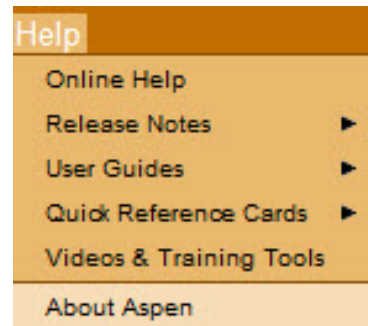 Help
Online Help
Release Notes
User Guides
Quick Reference Cards
Videos & Training Tools
About Aspen